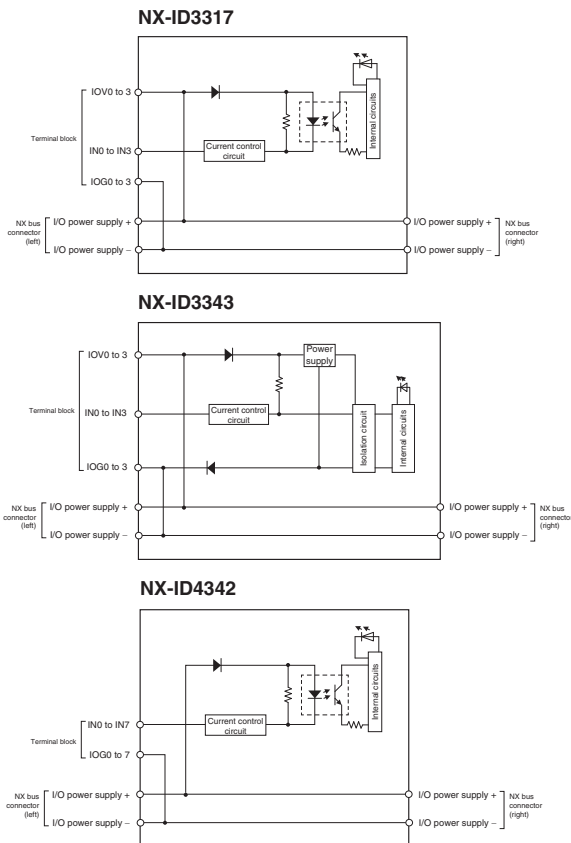 NX-ID3317
IOV0 to 3
Terminal block
IN0 to IN3
Current control
circuit
Internal circuits
IOG0 to 3
NX bus
connector
(left)
I/O power supply +
I/O power supply −
I/O power supply +
I/O power supply −
NX bus
connector
(right)
NX-ID3343
IOV0 to 3
Power
supply
Terminal block
IN0 to IN3
Current control
circuit
Isolation circuit
Internal circuits
IOG0 to 3
NX bus
connector
(left)
I/O power supply +
I/O power supply −
I/O power supply +
I/O power supply −
NX bus
connector
(right)
NX-ID4342
Internal circuits
IN0 to IN7
Current control
circuit
Terminal block
IOG0 to 7
NX bus
connector
(left)
I/O power supply +
I/O power supply −
I/O power supply +
I/O power supply −
NX bus
connector
(right)